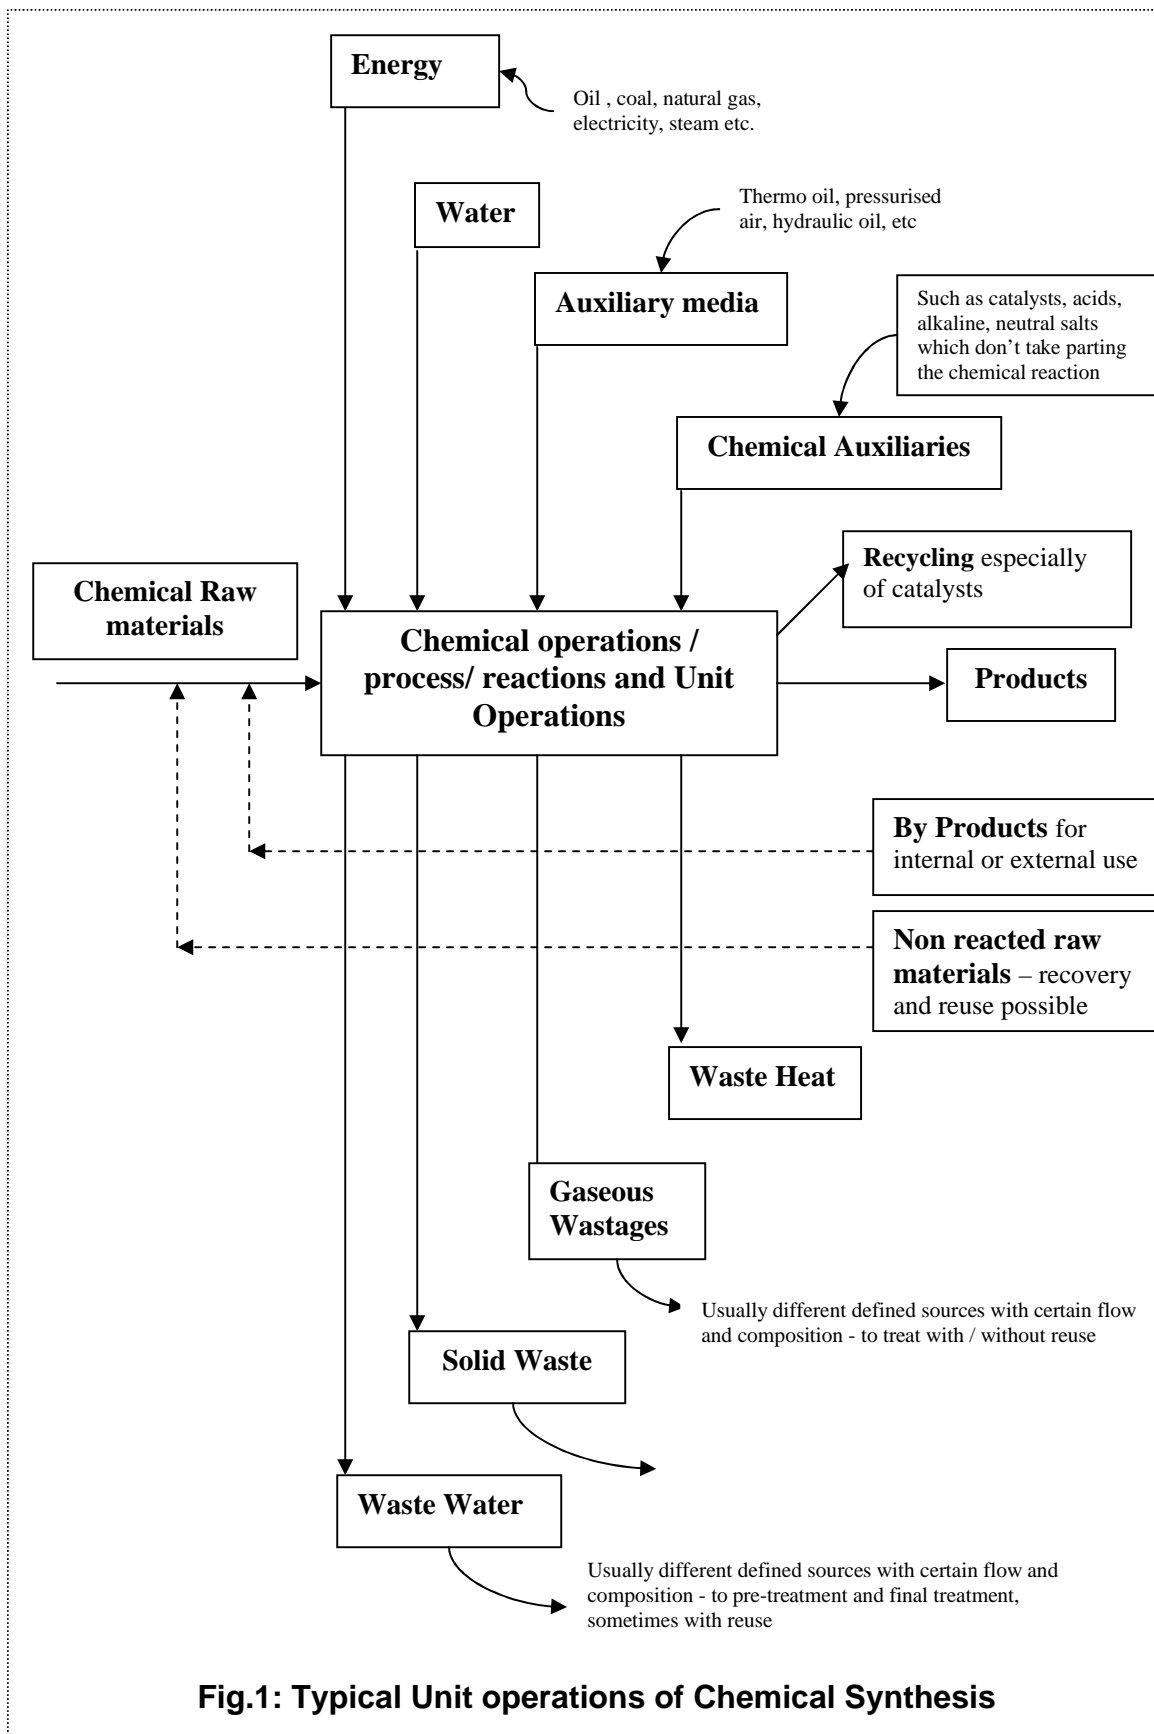 Energy
Oil , coal, natural gas,
electricity, steam etc.
Water
Thermo oil, pressurised
air, hydraulic oil, etc
Auxiliary media
Such as catalysts, acids,
alkaline, neutral salts
which don’t take parting
the chemical reaction
Chemical Auxiliaries
Recycling especially
of catalysts
Chemical Raw
materials
Chemical operations /
process/ reactions and Unit
Operations
Products
By Products for
internal or external use
Non reacted raw
materials – recovery
and reuse possible
Waste Heat
Gaseous
Wastages
Usually different defined sources with certain flow
and composition - to treat with / without reuse
Solid Waste
Waste Water
Usually different defined sources with certain flow and
composition - to pre-treatment and final treatment,
sometimes with reuse
Fig.1: Typical Unit operations of Chemical Synthesis